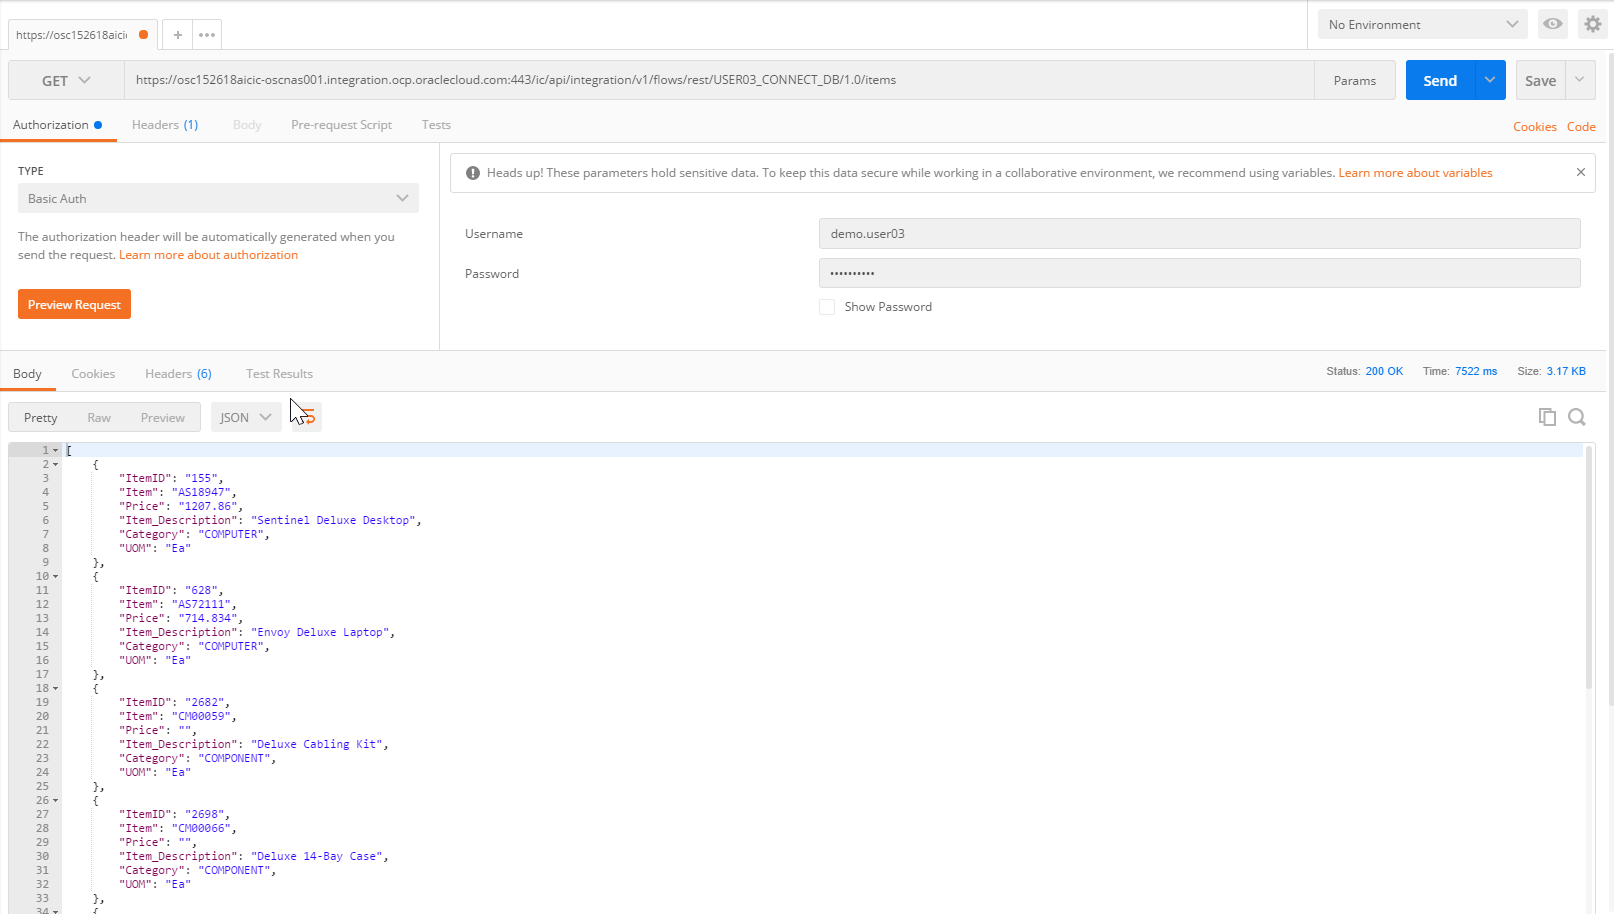 https://osc152618aici
+
•••
No Environment
GET
https://osc152618aicic-oscnas001.integration.ocp.oraclecloud.com:443/ic/api/integration/v1/flows/rest/USER03_CONNECT_DB/1.0/items
Params
Send
Save
Authorization
Headers (1)
Body
Pre-request Script
Tests
Cookies
Code
TYPE
Basic Auth
The authorization header will be automatically generated when you
send the request. Learn more about authorization
Preview Request
Heads up! These parameters hold sensitive data. To keep this data secure while working in a collaborative environment, we recommend using variables. Learn more about variables
Username
demo.user03
Password
••••••••••
Show Password
Body
Cookies
Headers (6)
Test Results
Status: 200 OK
Time: 7522 ms
Size: 3.17 KB
Pretty
Raw
Preview
JSON
1 [
2 {
3 "ItemID": "155",
4 "Item": "AS18947",
5 "Price": "1207.86",
6 "Item_Description": "Sentinel Deluxe Desktop",
7 "Category": "COMPUTER",
8 "UOM": "Ea"
9 },
10 {
11 "ItemID": "628",
12 "Item": "AS72111",
13 "Price": "714.834",
14 "Item_Description": "Envoy Deluxe Laptop",
15 "Category": "COMPUTER",
16 "UOM": "Ea"
17 },
18 {
19 "ItemID": "2682",
20 "Item": "CM00059",
21 "Price": "",
22 "Item_Description": "Deluxe Cabling Kit",
23 "Category": "COMPONENT",
24 "UOM": "Ea"
25 },
26 {
27 "ItemID": "2698",
28 "Item": "CM00066",
29 "Price": "",
30 "Item_Description": "Deluxe 14-Bay Case",
31 "Category": "COMPONENT",
32 "UOM": "Ea"
33 },
34 {